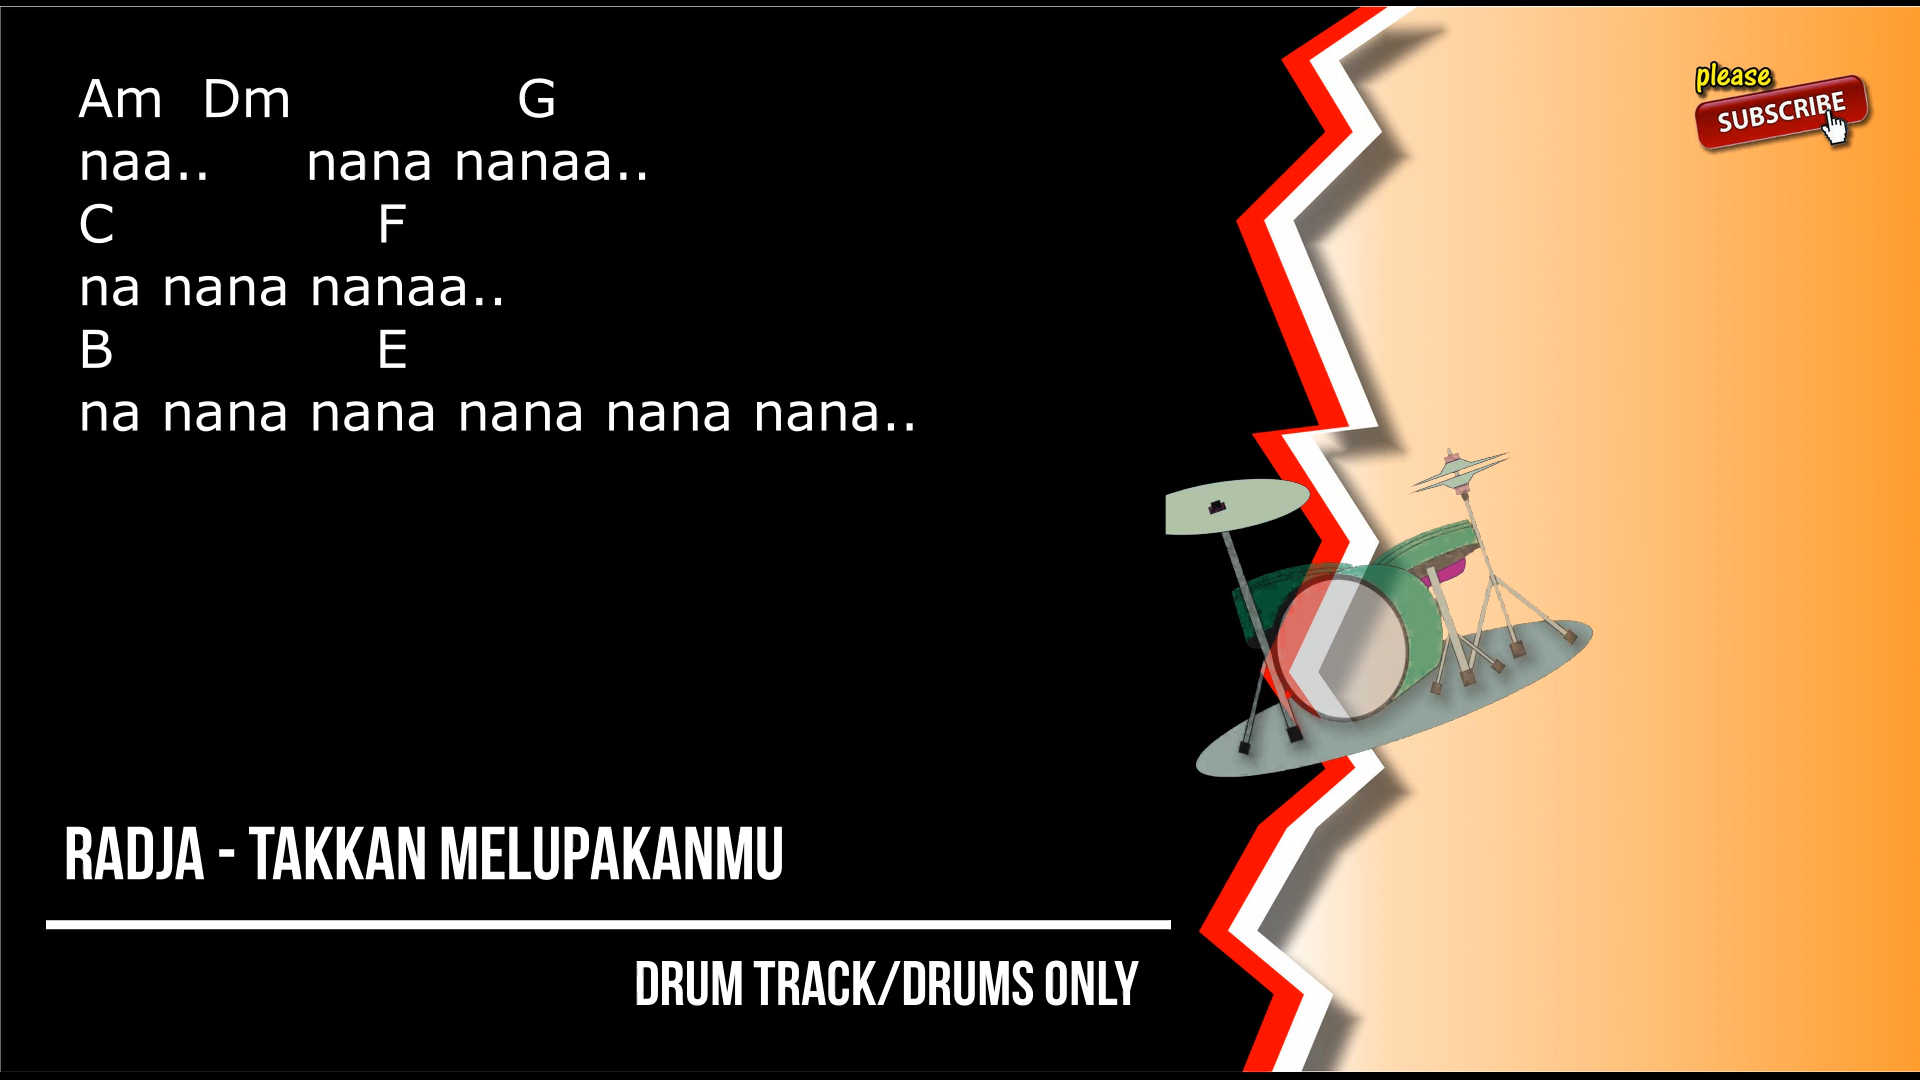 Am Dm G
naa.. nana nanaa..
C F
na nana nanaa..
B E
na nana nana nana nana nana..
please
SUBSCRIBE
RADJA - TAKKAN MELUPAKANMU
DRUM TRACK/DRUMS ONLY